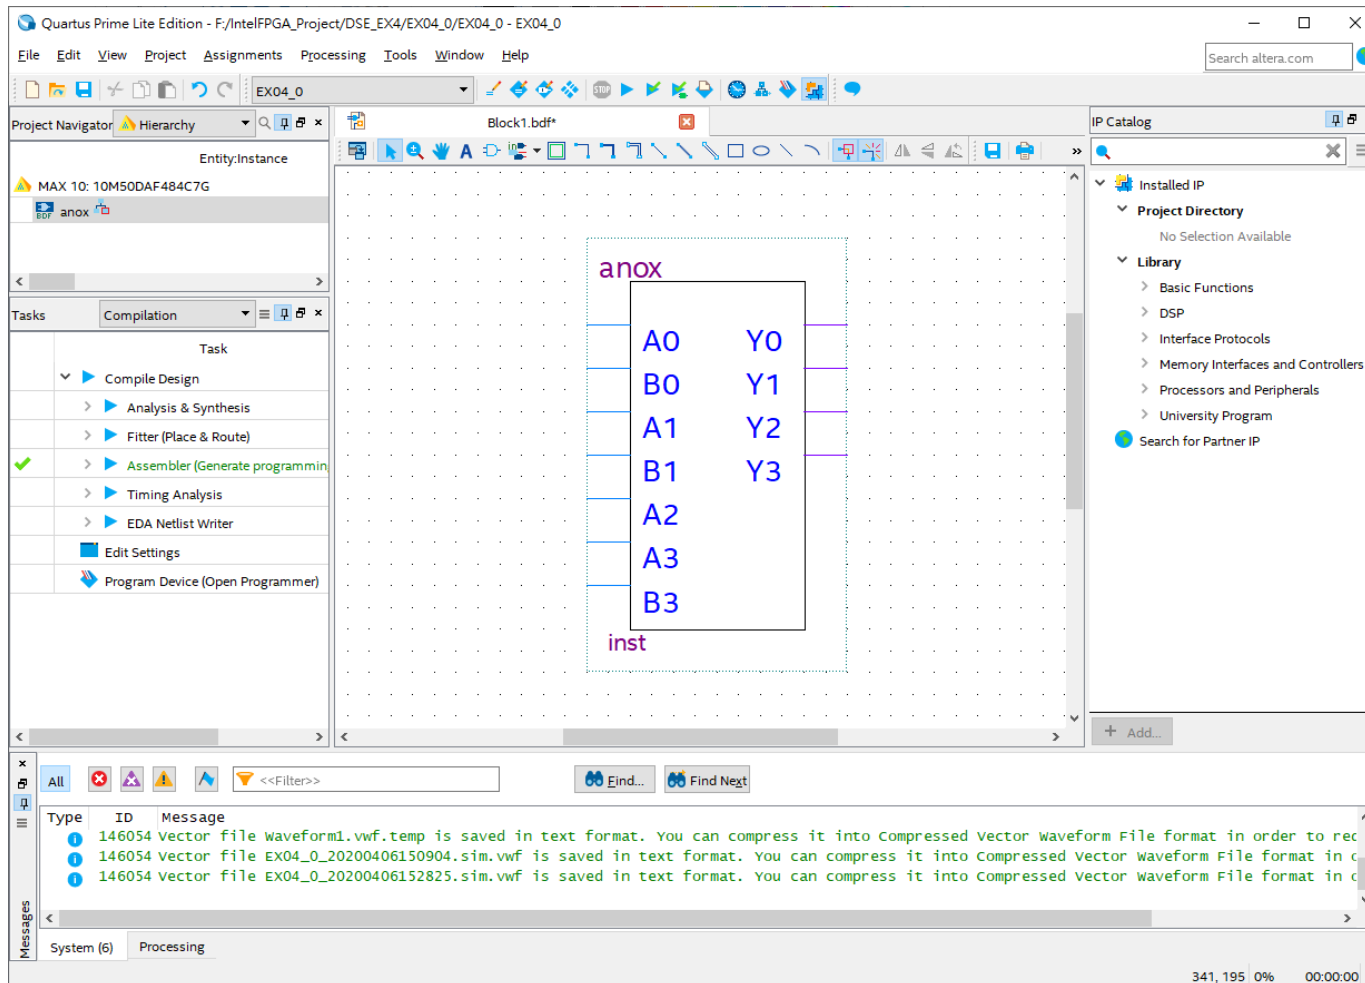 Quartus Prime Lite Edition - F:/IntelFPGA_Project/DSE_EX4/EX04_0/EX04_0 - EX04_0
File Edit View Project Assignments Processing Tools Window Help
Search altera.com
EX04_0
STOP
Project Navigator Hierarchy
Entity:Instance
MAX 10: 10M50DAF484C7G
BDF anox
Tasks Compilation
Task
Compile Design
Analysis & Synthesis
Fitter (Place & Route)
Assembler (Generate programmin
Timing Analysis
EDA Netlist Writer
Edit Settings
Program Device (Open Programmer)
Block1.bdf*
A
anox
A0 Y0
B0 Y1
A1 Y2
B1 Y3
A2
A3
B3
inst
IP Catalog
Installed IP
Project Directory
No Selection Available
Library
Basic Functions
DSP
Interface Protocols
Memory Interfaces and Controllers
Processors and Peripherals
University Program
Search for Partner IP
+ Add...
All <<Filter>> Find... Find Next
Type ID Message
146054 Vector file Waveform1.vwf.temp is saved in text format. You can compress it into Compressed Vector Waveform File format in order to rec
146054 Vector file EX04_0_20200406150904.sim.vwf is saved in text format. You can compress it into Compressed Vector Waveform File format in
146054 Vector file EX04_0_20200406152825.sim.vwf is saved in text format. You can compress it into Compressed Vector Waveform File format in
Messages
System (6) Processing
341, 195 0% 00:00:00